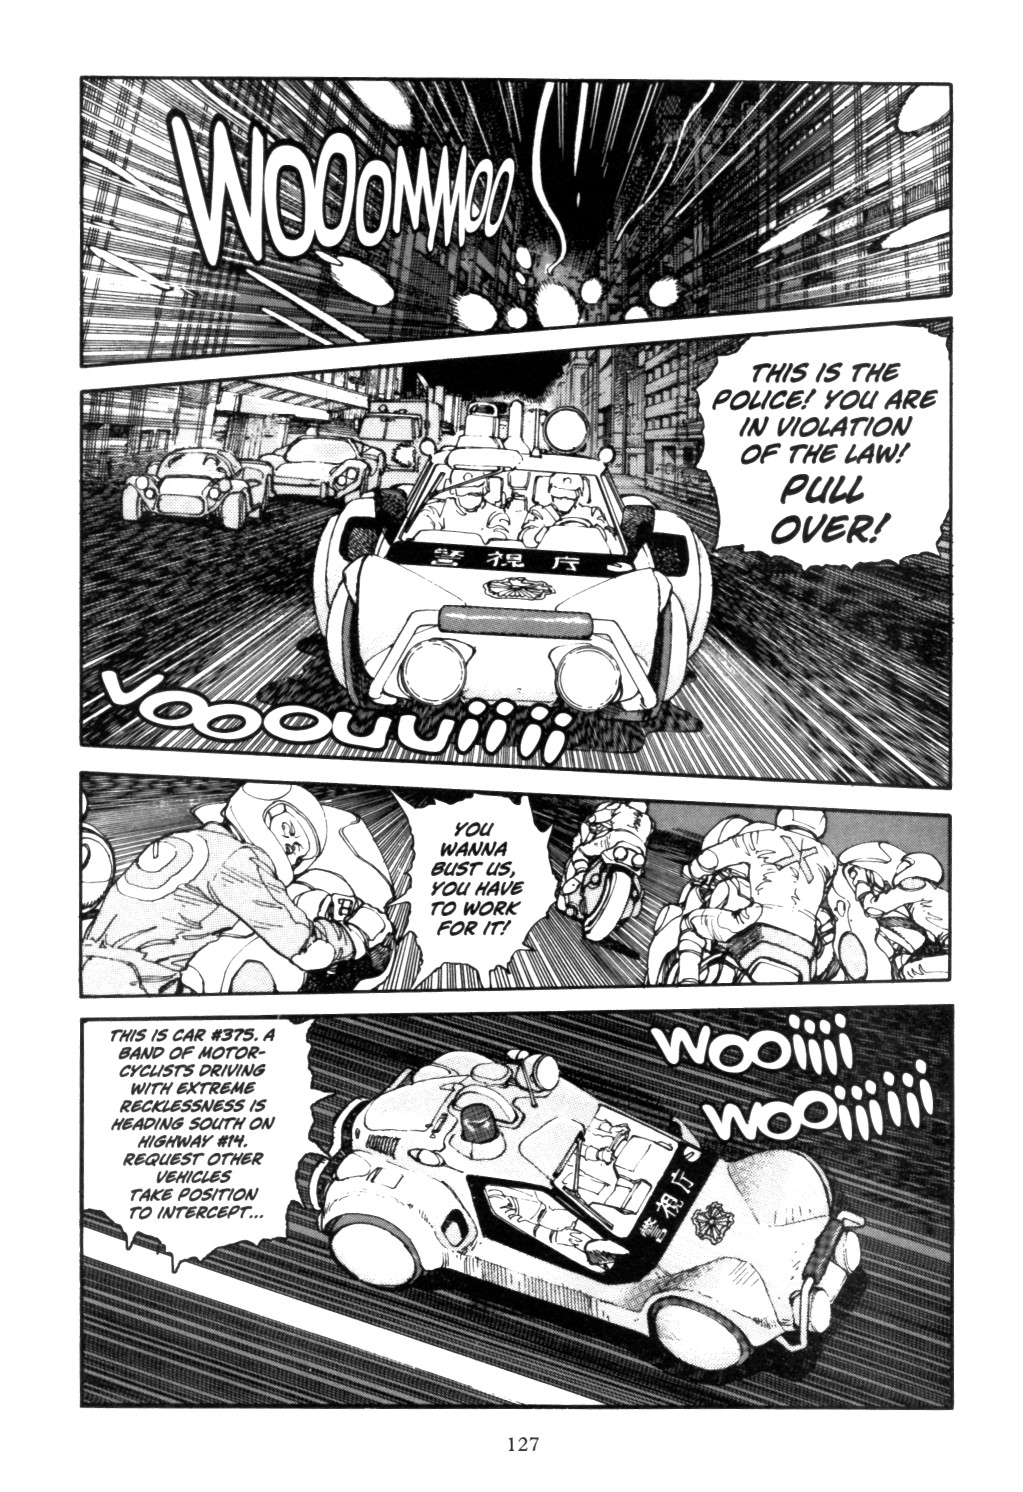 WOOOMMMOO
THIS IS THE
POLICE! YOU ARE
IN VIOLATION
OF THE LAW!
PULL
OVER!
警視庁
VOOOUUiiii
YOU
WANNA
BUST US,
YOU HAVE
TO WORK
FOR IT!
THIS IS CAR #375. A
BAND OF MOTOR-
CYCLISTS DRIVING
WITH EXTREME
RECKLESSNESS IS
HEADING SOUTH ON
HIGHWAY #14.
REQUEST OTHER
VEHICLES
TAKE POSITION
TO INTERCEPT...
WOOiiii
WOOiiiiii
警視庁
127